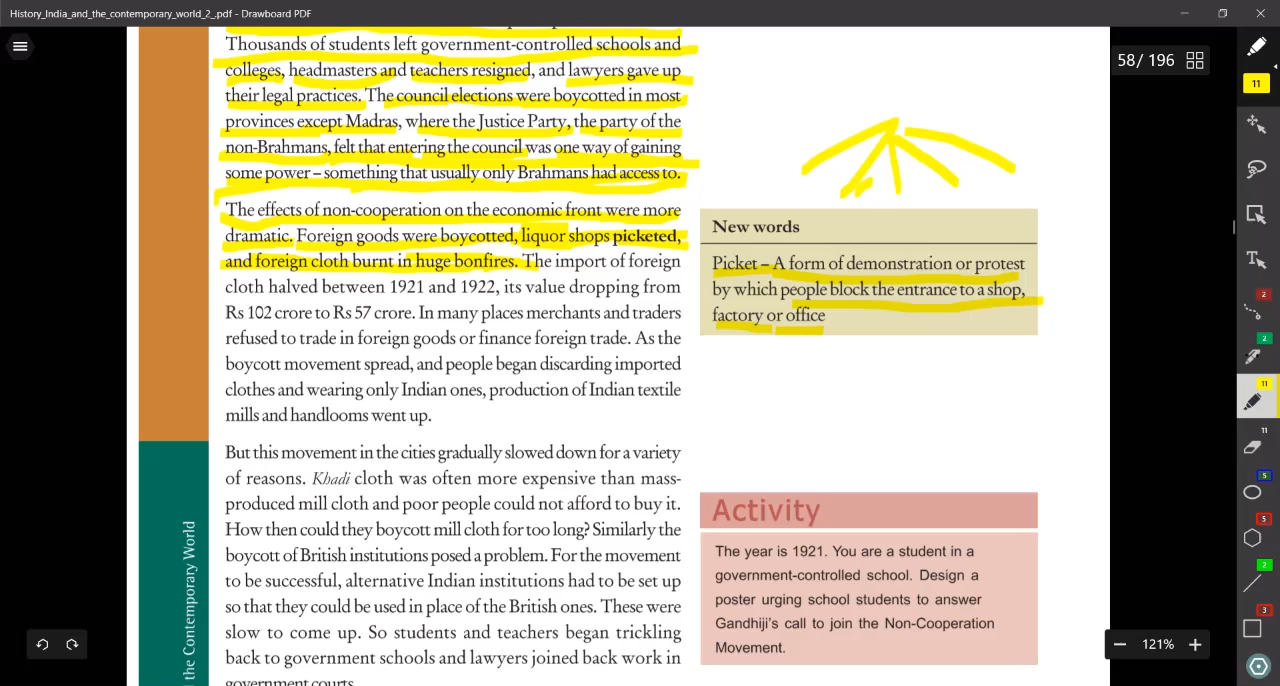 History_India_and_the_contemporary_world_2_.pdf - Drawboard PDF
58 / 196
Thousands of students left government-controlled schools and
colleges, headmasters and teachers resigned, and lawyers gave up
their legal practices. The council elections were boycotted in most
provinces except Madras, where the Justice Party, the party of the
non-Brahmans, felt that entering the council was one way of gaining
some power – something that usually only Brahmans had access to.
The effects of non-cooperation on the economic front were more
dramatic. Foreign goods were boycotted, liquor shops picketed,
and foreign cloth burnt in huge bonfires. The import of foreign
cloth halved between 1921 and 1922, its value dropping from
Rs 102 crore to Rs 57 crore. In many places merchants and traders
refused to trade in foreign goods or finance foreign trade. As the
boycott movement spread, and people began discarding imported
clothes and wearing only Indian ones, production of Indian textile
mills and handlooms went up.
But this movement in the cities gradually slowed down for a variety
of reasons. Khadi cloth was often more expensive than mass-
produced mill cloth and poor people could not afford to buy it.
How then could they boycott mill cloth for too long? Similarly the
boycott of British institutions posed a problem. For the movement
to be successful, alternative Indian institutions had to be set up
so that they could be used in place of the British ones. These were
slow to come up. So students and teachers began trickling
back to government schools and lawyers joined back work in
government courts.
the Contemporary World
New words
Picket – A form of demonstration or protest
by which people block the entrance to a shop,
factory or office
Activity
The year is 1921. You are a student in a
government-controlled school. Design a
poster urging school students to answer
Gandhiji's call to join the Non-Cooperation
Movement.
121%
11
2
2
11
11
5
5
2
3